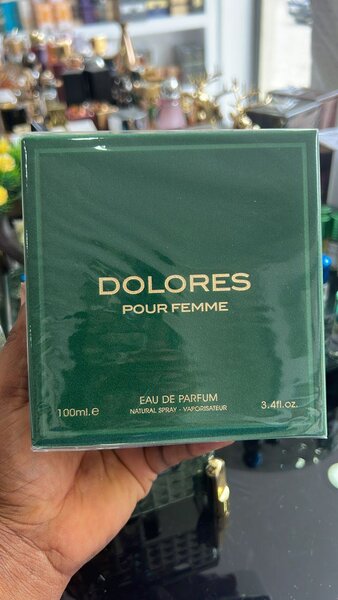 DOLORES
POUR FEMME
EAU DE PARFUM
100ml.e NATURAL SPRAY - VAPORISATEUR 3.4fl.oz.